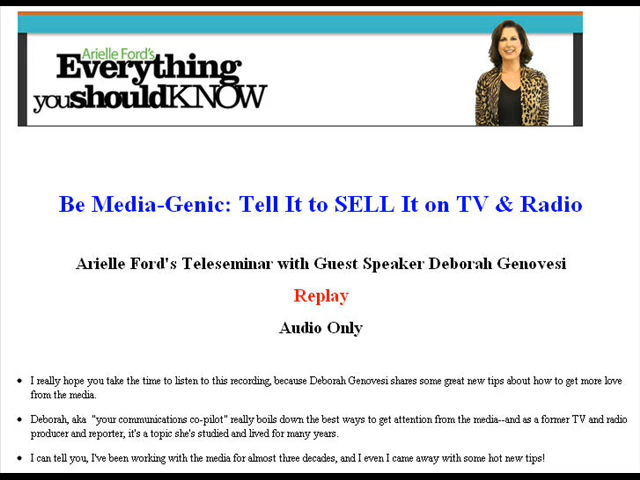 Arielle Ford's
Everything
youshouldKNOW
Be Media-Genic: Tell It to SELL It on TV & Radio
Arielle Ford's Teleseminar with Guest Speaker Deborah Genovesi
Replay
Audio Only
• I really hope you take the time to listen to this recording, because Deborah Genovesi shares some great new tips about how to get more love
from the media.
• Deborah, aka "your communications co-pilot" really boils down the best ways to get attention from the media--and as a former TV and radio
producer and reporter, it's a topic she's studied and lived for many years.
• I can tell you, I've been working with the media for almost three decades, and I even I came away with some hot new tips!